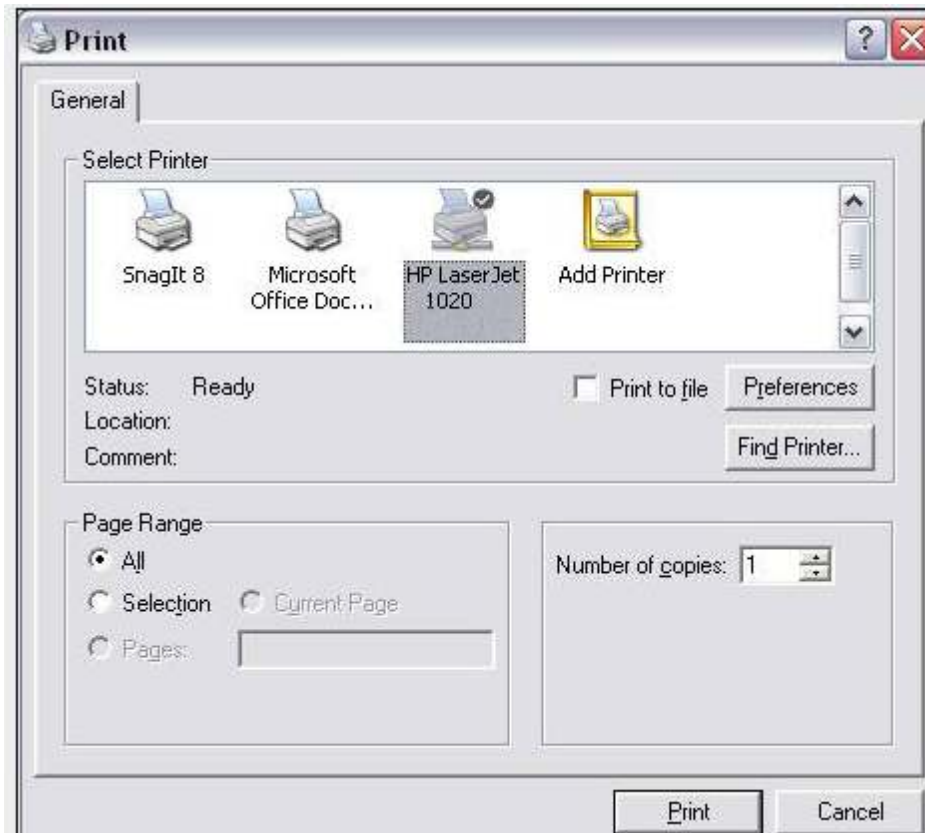 Print
General
Select Printer
SnagIt 8
Microsoft
Office Doc...
HP LaserJet
1020
Add Printer
Status: Ready
Print to file
Preferences
Location:
Comment:
Find Printer...
Page Range
All
Selection
Current Page
Pages:
Number of copies: 1
Print
Cancel